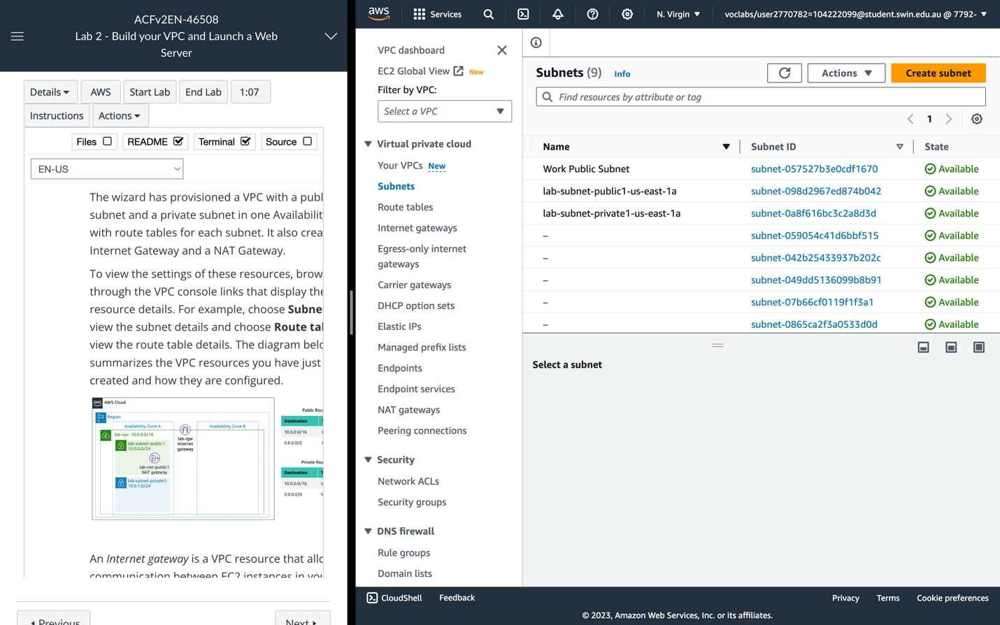 ACFv2EN-46508
Lab 2 - Build your VPC and Launch a Web
Server
Details
AWS
Start Lab
End Lab
1:07
Instructions
Actions
Files
README
Terminal
Source
EN-US
The wizard has provisioned a VPC with a publ
subnet and a private subnet in one Availabilit
with route tables for each subnet. It also crea
Internet Gateway and a NAT Gateway.
To view the settings of these resources, brow
through the VPC console links that display the
resource details. For example, choose Subne
view the subnet details and choose Route tal
view the route table details. The diagram belo
summarizes the VPC resources you have just
created and how they are configured.
aws AWS Cloud
Region
Availability Zone A
Availability Zone B
lab-vpc: 10.0.0.0/16
lab-subnet-public1:
10.0.0.0/24
lab-igw
Internet
gateway
lab-nat-public1
NAT gateway
lab-subnet-private1:
10.0.1.0/24
Public Rou
Destination
10.0.0.0/16
0.0.0.0/0
Private Rou
Destination
10.0.0.0/16
0.0.0.0/0
An Internet gateway is a VPC resource that allo
communication between EC2 instances in you
Previous
Next
aws
Services
N. Virgin
voclabs/user2770782=104222099@student.swin.edu.au @ 7792-
VPC dashboard
EC2 Global View New
Filter by VPC:
Select a VPC
Virtual private cloud
Your VPCs New
Subnets
Route tables
Internet gateways
Egress-only internet
gateways
Carrier gateways
DHCP option sets
Elastic IPs
Managed prefix lists
Endpoints
Endpoint services
NAT gateways
Peering connections
Security
Network ACLs
Security groups
DNS firewall
Rule groups
Domain lists
Subnets (9) Info
Actions
Create subnet
Find resources by attribute or tag
1
Name Subnet ID State
Work Public Subnet subnet-057527b3e0cdf1670 Available
lab-subnet-public1-us-east-1a subnet-098d2967ed874b042 Available
lab-subnet-private1-us-east-1a subnet-0a8f616bc3c2a8d3d Available
– subnet-059054c41d6bbf515 Available
– subnet-042b25433937b202c Available
– subnet-049dd5136099b8b91 Available
– subnet-07b66cf0119f1f3a1 Available
– subnet-0865ca2f3a0533d0d Available
Select a subnet
CloudShell
Feedback
Privacy
Terms
Cookie preferences
© 2023, Amazon Web Services, Inc. or its affiliates.